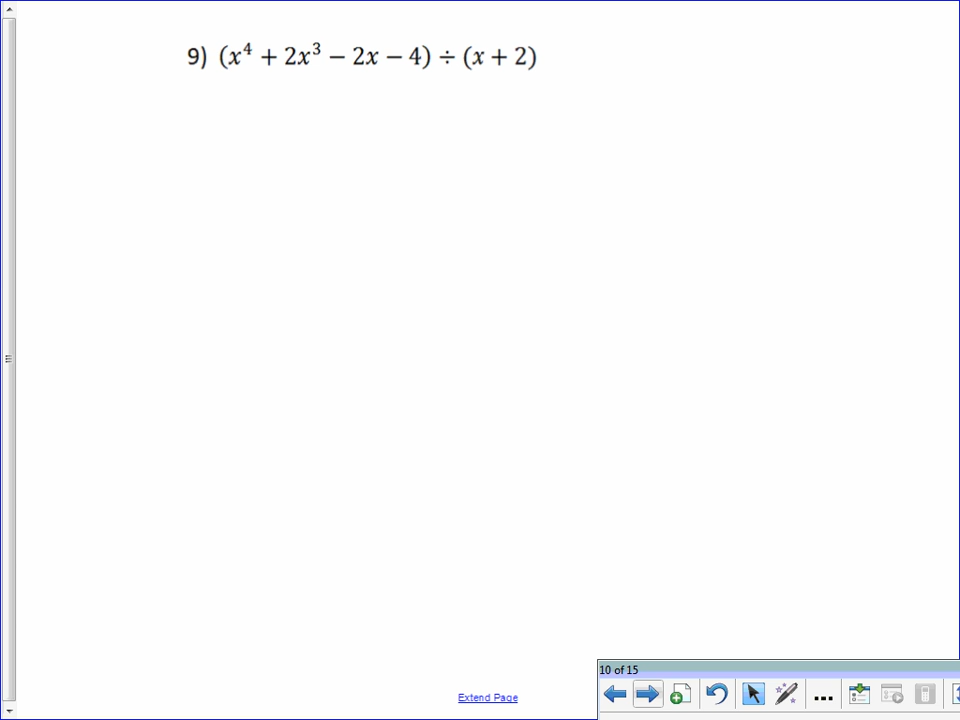 9) (x⁴ + 2x³ − 2x − 4) ÷ (x + 2)
10 of 15
Extend Page